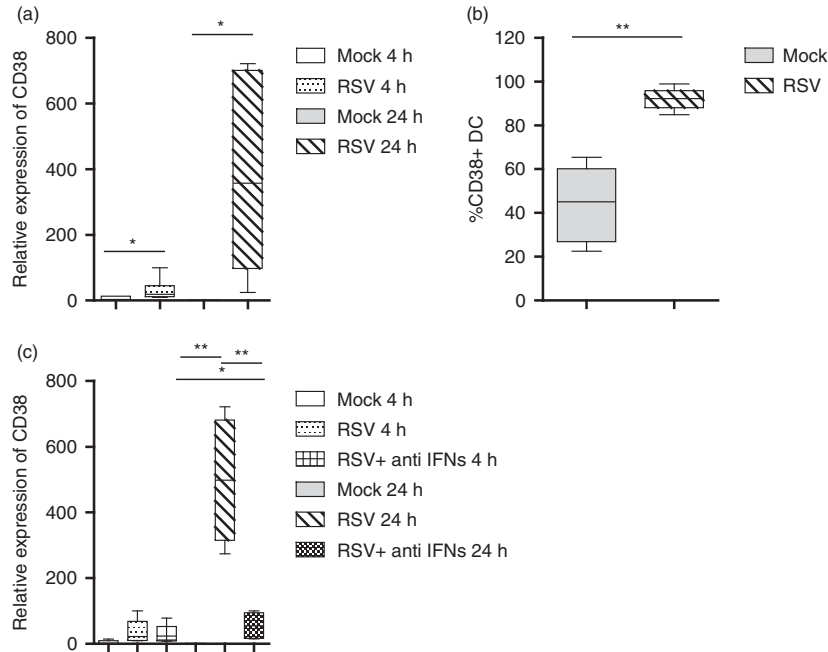 (a)
Relative expression of CD38
800
600
400
200
0
*
*
Mock 4 h
RSV 4 h
Mock 24 h
RSV 24 h
(b)
%CD38+ DC
120
100
80
60
40
20
0
**
Mock
RSV
(c)
Relative expression of CD38
800
600
400
200
0
**
**
*
Mock 4 h
RSV 4 h
RSV+ anti IFNs 4 h
Mock 24 h
RSV 24 h
RSV+ anti IFNs 24 h